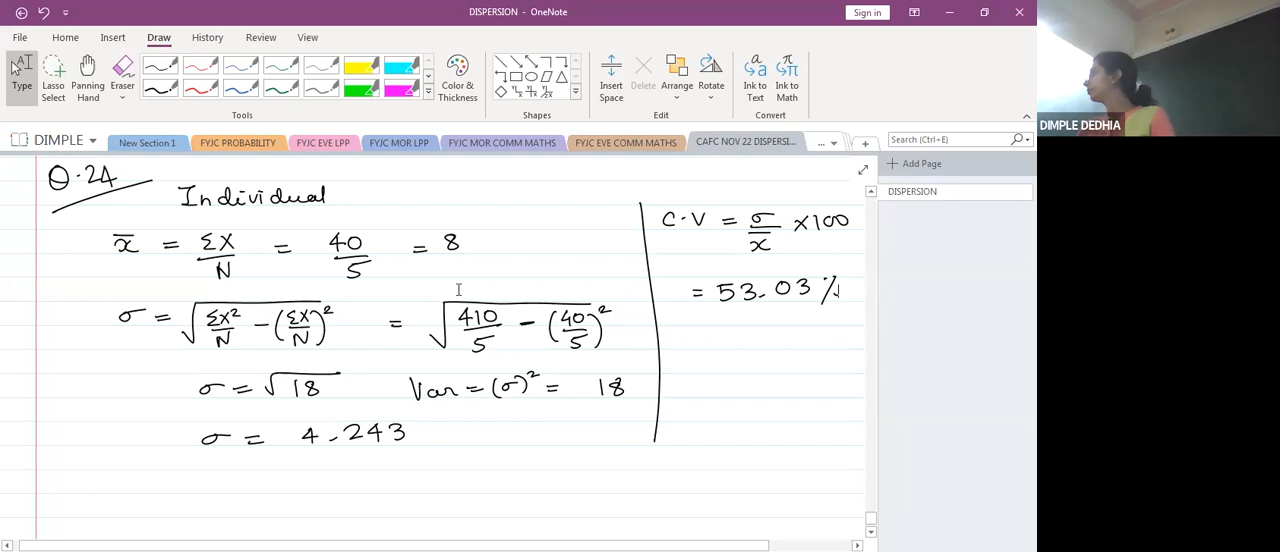 DISPERSION - OneNote
Sign in
File Home Insert Draw History Review View
Type
Lasso Select
Panning Hand
Eraser
Color & Thickness
Insert Space
Delete
Arrange
Rotate
Ink to Text
Ink to Math
Tools
Shapes
Edit
Convert
DIMPLE
New Section 1
FYJC PROBABILITY
FYJC EVE LPP
FYJC MOR LPP
FYJC MOR COMM MATHS
FYJC EVE COMM MATHS
CAFC NOV 22 DISPERSI...
...
Search (Ctrl+E)
Add Page
DISPERSION
DIMPLE DEDHIA
Q.24
Individual
x̄ = ΣX/N = 40/5 = 8
σ = √(ΣX²/N - (ΣX/N)²) = √(410/5 - (40/5)²)
σ = √18 Var = (σ)² = 18
σ = 4.243
C.V = σ/x̄ ×100
= 53.03 %